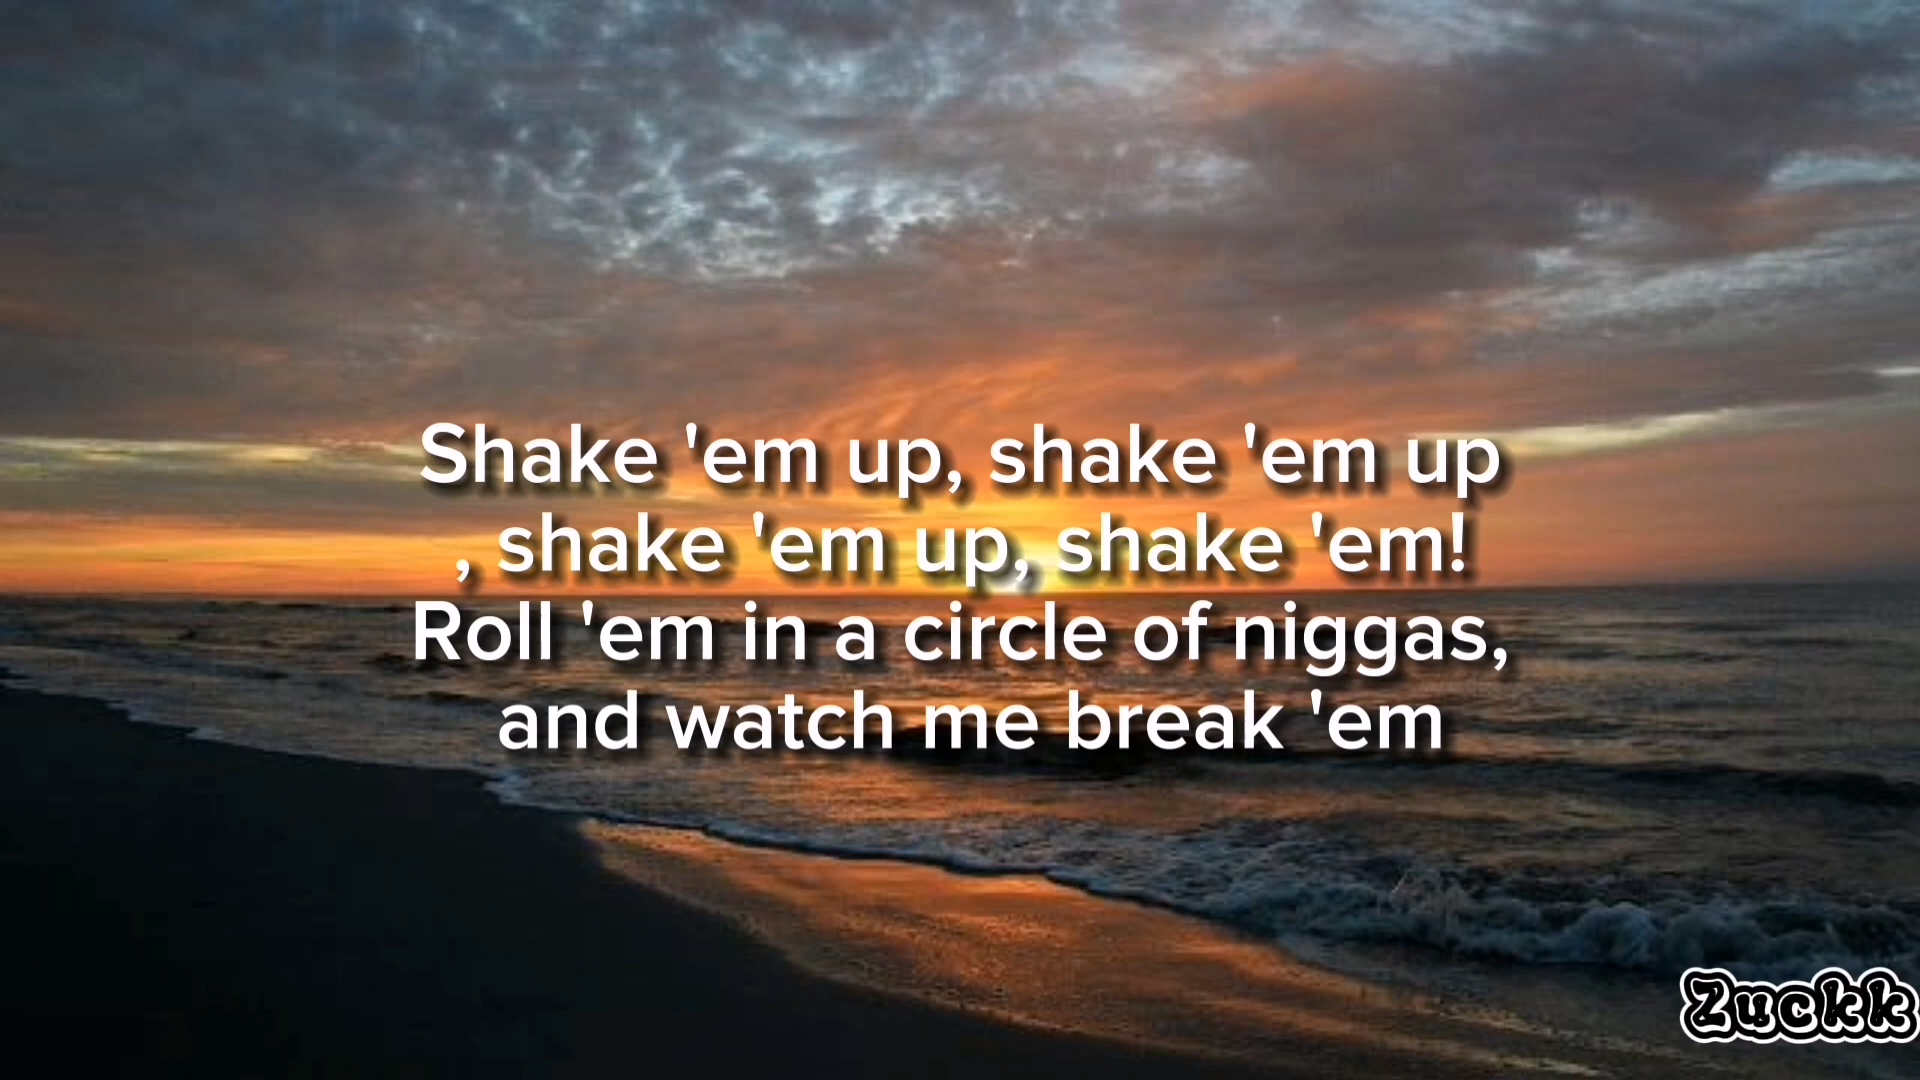 Shake 'em up, shake 'em up
, shake 'em up, shake 'em!
Roll 'em in a circle of niggas,
and watch me break 'em
Zuckk